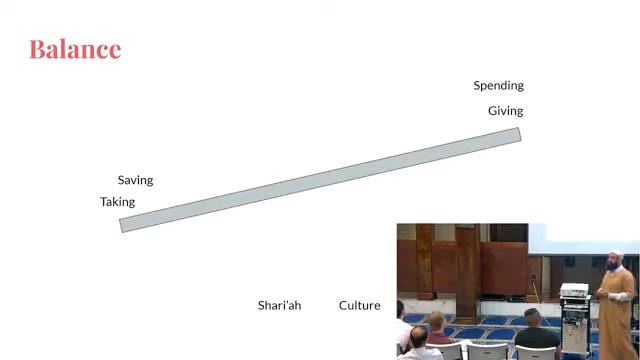 Balance
Spending
Giving
Saving
Taking
Shari'ah Culture